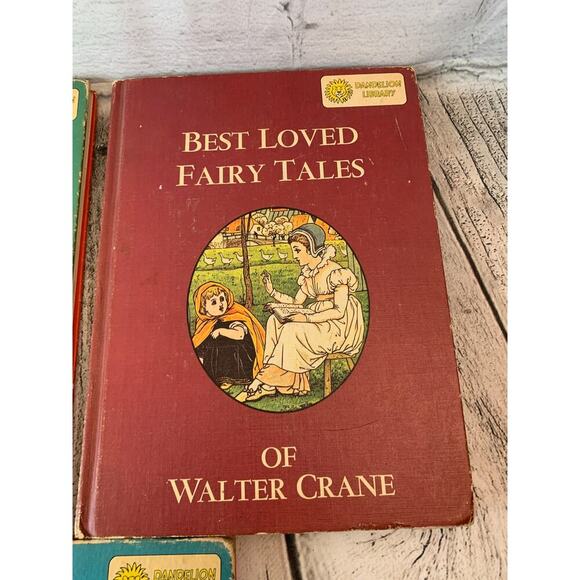 DANDELION
LIBRARY
BEST LOVED
FAIRY TALES
OF
WALTER CRANE
DANDELION